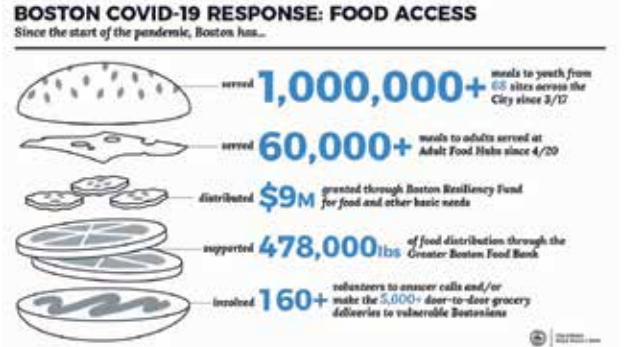 BOSTON COVID-19 RESPONSE: FOOD ACCESS
Since the start of the pandemic, Boston has...
served 1,000,000+ meals to youth from
68 sites across the
City since 3/17
served 60,000+ meals to adults served at
Adult Food Hubs since 4/20
distributed $9M granted through Boston Resiliency Fund
for food and other basic needs
supported 478,000lbs of food distribution through the
Greater Boston Food Bank
involved 160+ volunteers to answer calls and/or
make the 5,600+ door-to-door grocery
deliveries to vulnerable Bostonians